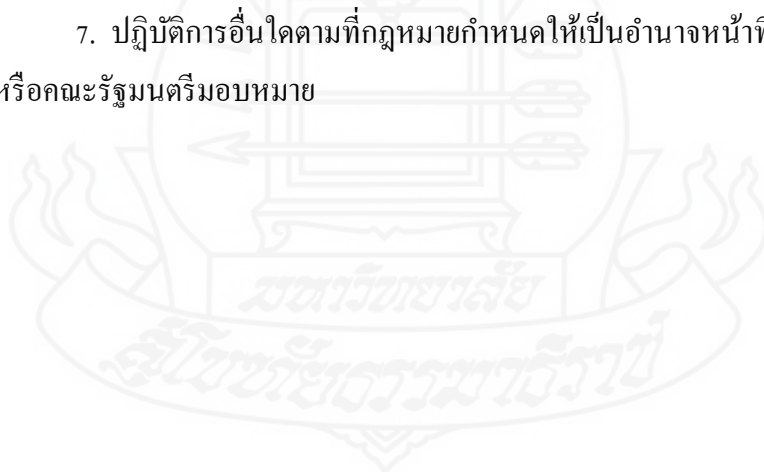 7. ปฏิบัติการอื่นใดตามที่กฎหมายกำหนดให้เป็นอำนาจหน้าที่
หรือคณะรัฐมนตรีมอบหมาย
มหาวิทยาลัย
สุโขทัยธรรมาธิราช